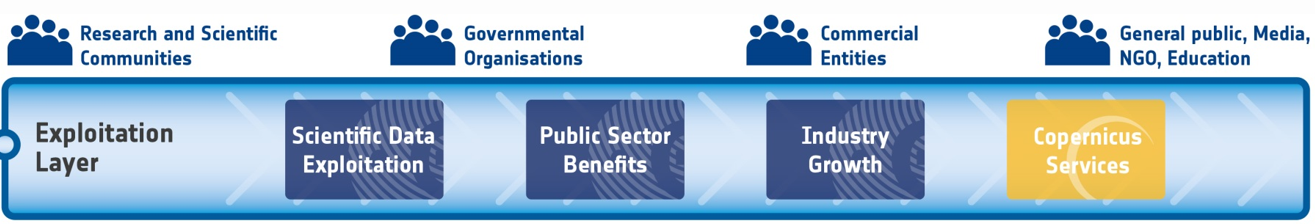 Research and Scientific
Communities
Governmental
Organisations
Commercial
Entities
General public, Media,
NGO, Education
Exploitation
Layer
Scientific Data
Exploitation
Public Sector
Benefits
Industry
Growth
Copernicus
Services